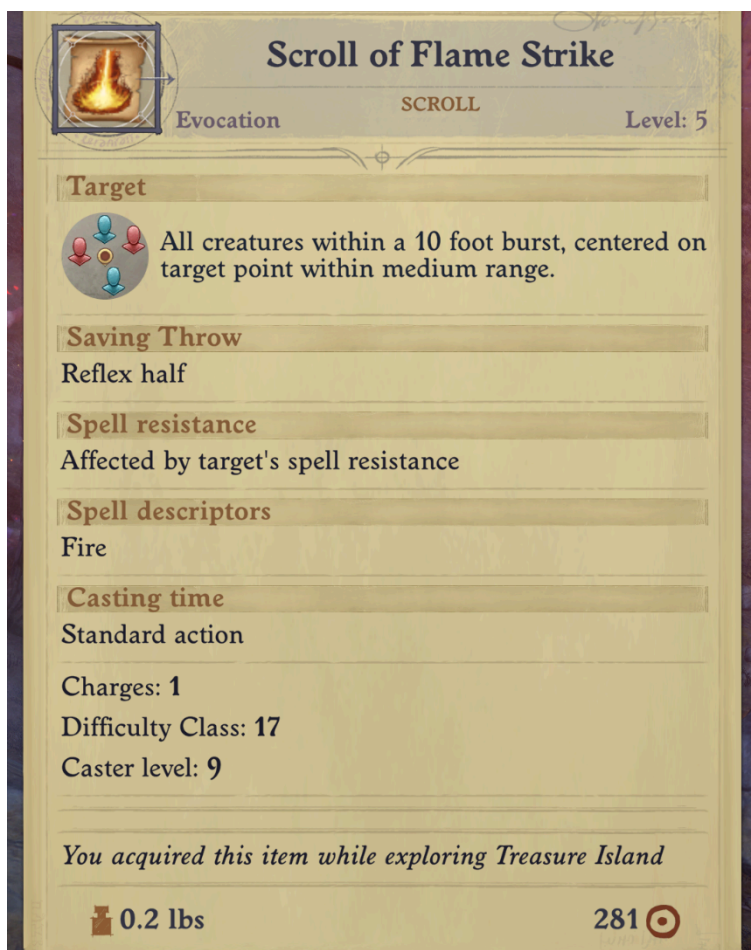 Scroll of Flame Strike
SCROLL
Evocation
Level: 5
Target
All creatures within a 10 foot burst, centered on
target point within medium range.
Saving Throw
Reflex half
Spell resistance
Affected by target's spell resistance
Spell descriptors
Fire
Casting time
Standard action
Charges: 1
Difficulty Class: 17
Caster level: 9
You acquired this item while exploring Treasure Island
0.2 lbs
281